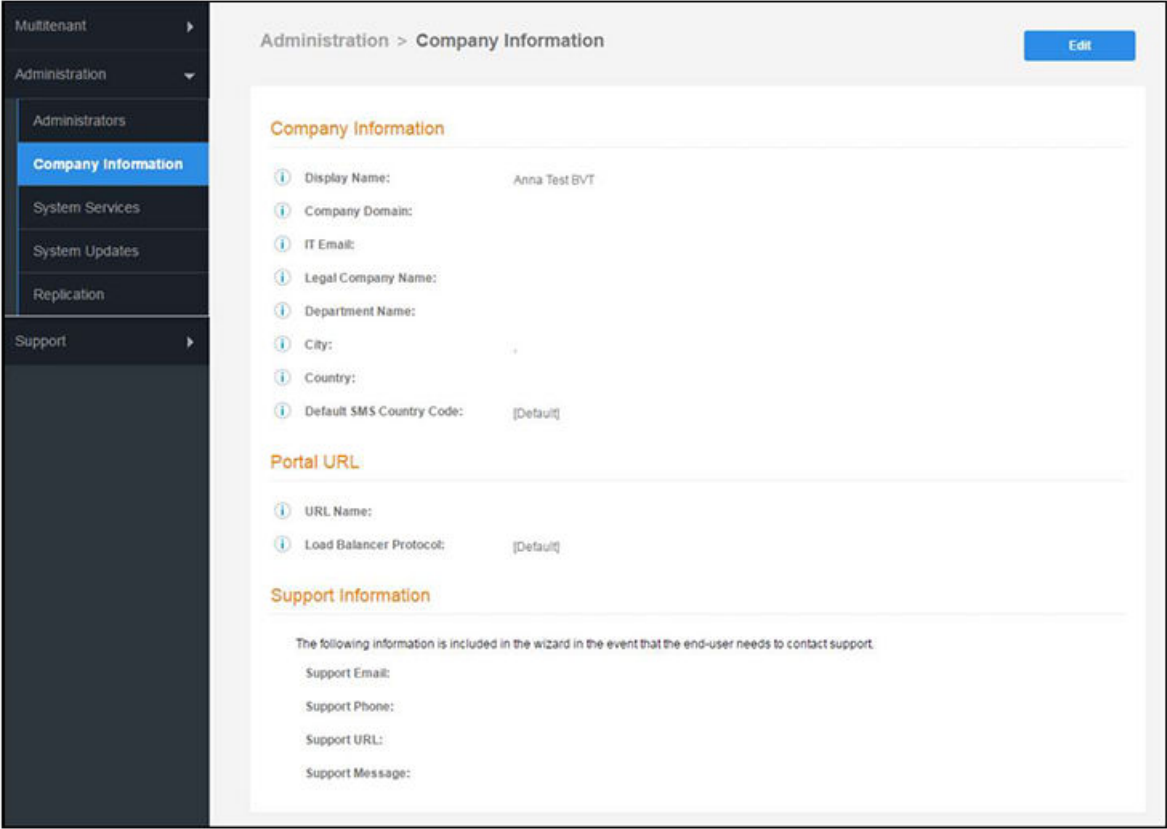 Multitenant
Administration
Administrators
Company Information
System Services
System Updates
Replication
Support
Administration > Company Information
Edit
Company Information
Display Name: Anna Test BVT
Company Domain:
IT Email:
Legal Company Name:
Department Name:
City: ,
Country:
Default SMS Country Code: [Default]
Portal URL
URL Name:
Load Balancer Protocol: [Default]
Support Information
The following information is included in the wizard in the event that the end-user needs to contact support.
Support Email:
Support Phone:
Support URL:
Support Message: